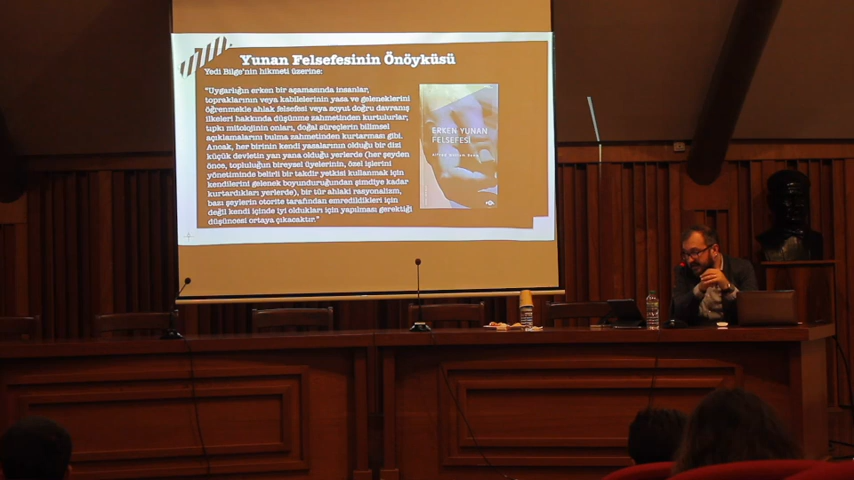 Yunan Felsefesinin Önöyküsü
Yedi Bilge'nin hikmeti üzerine:
"Uygarlığın erken bir aşamasında insanlar,
topraklarının veya kabilelerinin yasa ve geleneklerini
öğrenmekle ahlak felsefesi veya soyut doğru davranış
ilkeleri hakkında düşünme zahmetinden kurtulurlar;
tıpkı mitolojinin onları, doğal süreçlerin bilimsel
açıklamalarını bulma zahmetinden kurtarması gibi.
Ancak, her birinin kendi yasalarının olduğu bir dizi
küçük devletin yan yana olduğu yerlerde (her şeyden
önce, topluluğun bireysel üyelerinin, özel işlerini
yönetiminde belirli bir takdir yetkisi kullanmak için
kendilerini gelenek boyunduruğundan şimdiye kadar
kurtardıkları yerlerde), bir tür ahlaki rasyonalizm,
bazı şeylerin otorite tarafından emredildikleri için
değil kendi içinde iyi oldukları için yapılması gerektiği
düşüncesi ortaya çıkacaktır."
ERKEN YUNAN
FELSEFESİ